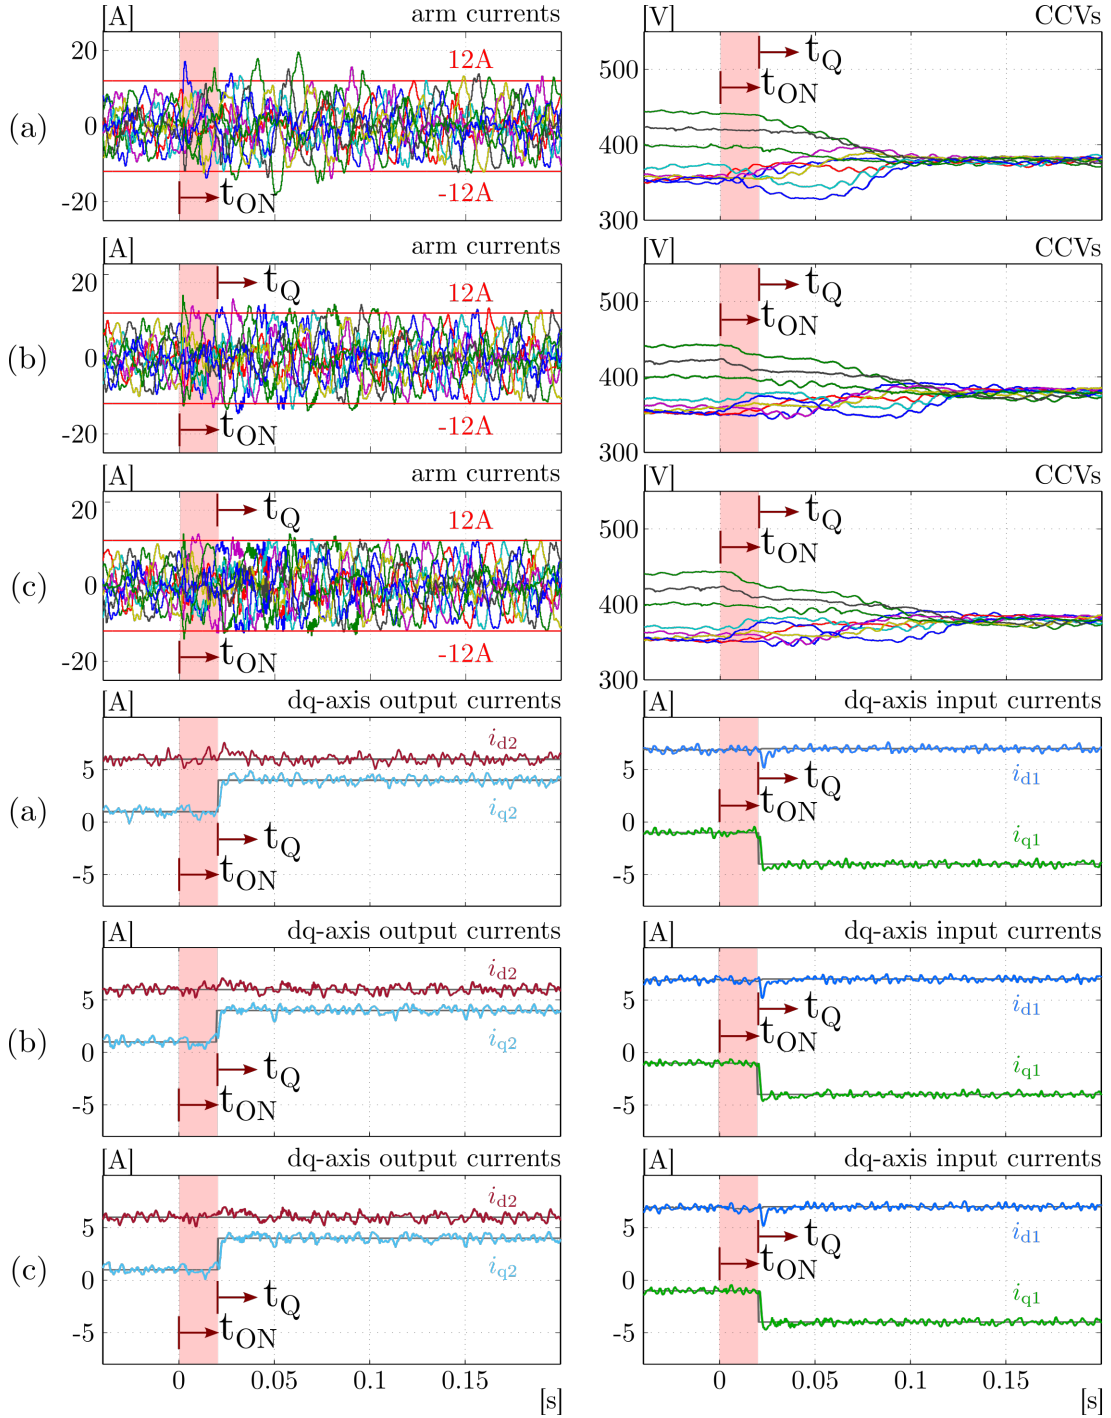 [A] arm currents
20
0
-20
12A
-12A
tON
(a)
[V] CCVs
500
400
300
tQ
tON
[A] arm currents
20
0
-20
tQ
12A
-12A
tON
(b)
[V] CCVs
500
400
300
tQ
tON
[A] arm currents
20
0
-20
tQ
12A
-12A
tON
(c)
[V] CCVs
500
400
300
tQ
tON
[A] dq-axis output currents
5
0
-5
id2
iq2
tQ
tON
(a)
[A] dq-axis input currents
5
0
-5
id1
tQ
tON
iq1
[A] dq-axis output currents
5
0
-5
id2
iq2
tQ
tON
(b)
[A] dq-axis input currents
5
0
-5
id1
tQ
tON
iq1
[A] dq-axis output currents
5
0
-5
id2
iq2
tQ
tON
(c)
0 0.05 0.1 0.15
[s]
[A] dq-axis input currents
5
0
-5
id1
tQ
tON
iq1
0 0.05 0.1 0.15
[s]